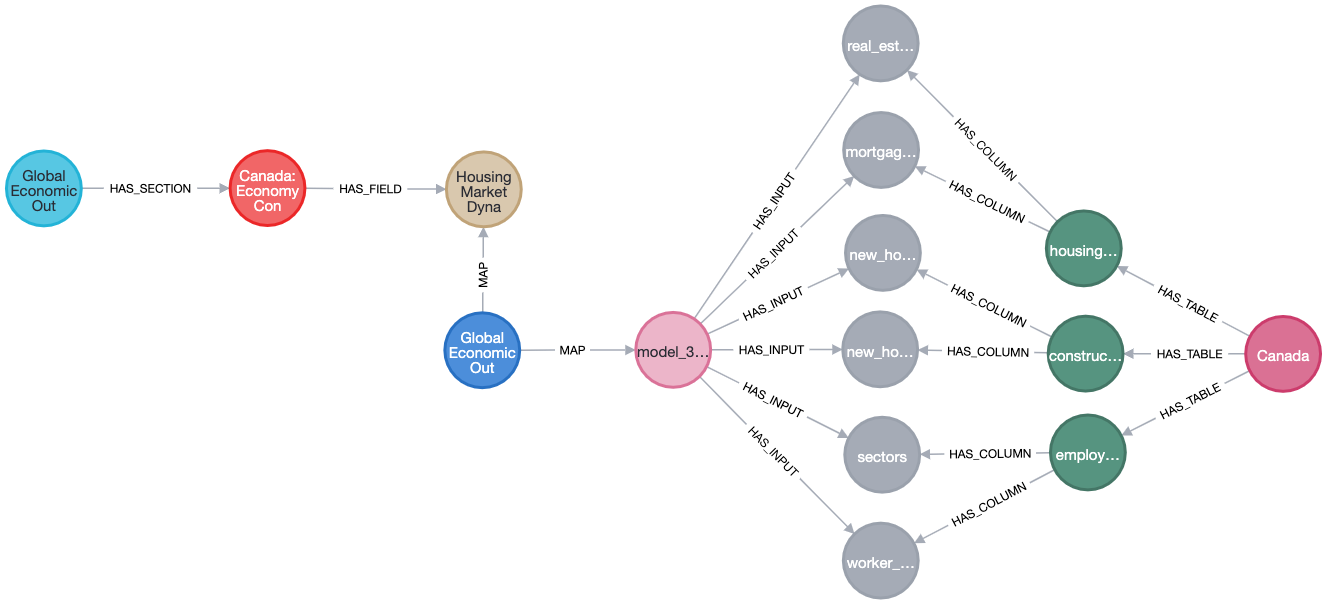 Global
Economic
Out
HAS_SECTION
Canada:
Economy
Con
HAS_FIELD
Housing
Market
Dyna
MAP
Global
Economic
Out
MAP
model_3...
HAS_INPUT
HAS_INPUT
HAS_INPUT
HAS_INPUT
HAS_INPUT
HAS_INPUT
real_est...
mortgag...
new_ho...
new_ho...
sectors
worker_...
HAS_COLUMN
HAS_COLUMN
HAS_COLUMN
HAS_COLUMN
HAS_COLUMN
HAS_COLUMN
housing...
construc...
employ...
HAS_TABLE
HAS_TABLE
HAS_TABLE
Canada